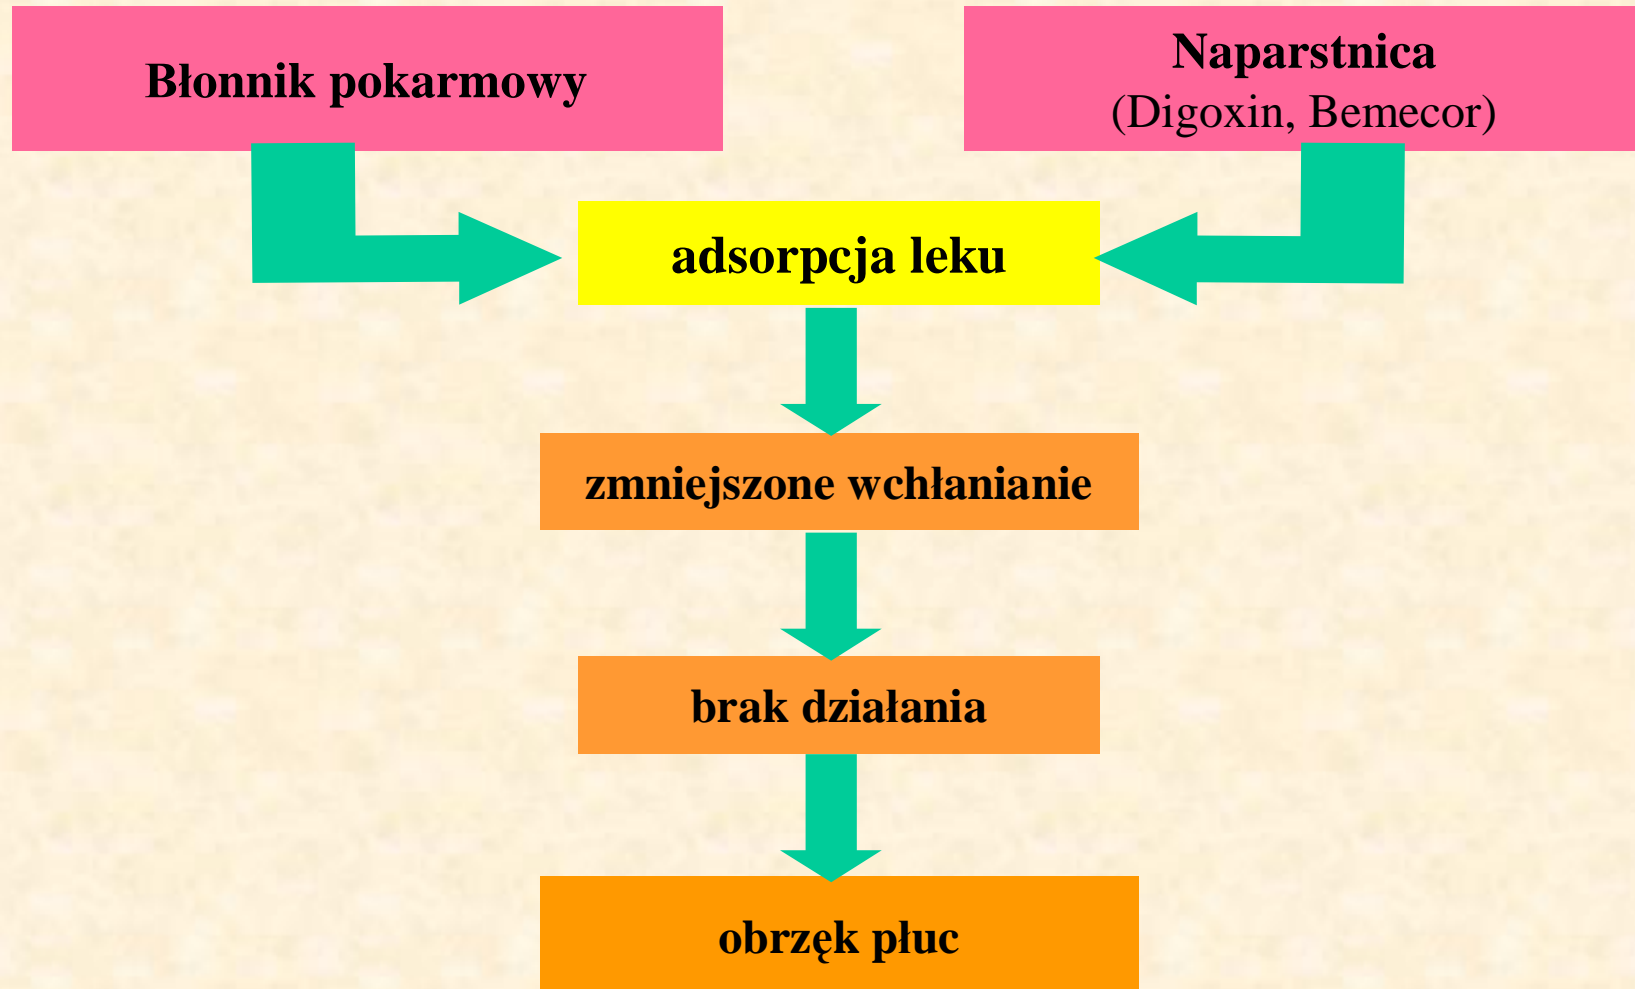 Błonnik pokarmowy
Naparstnica
(Digoxin, Bemecor)
adsorpcja leku
zmniejszone wchłanianie
brak działania
obrzęk płuc